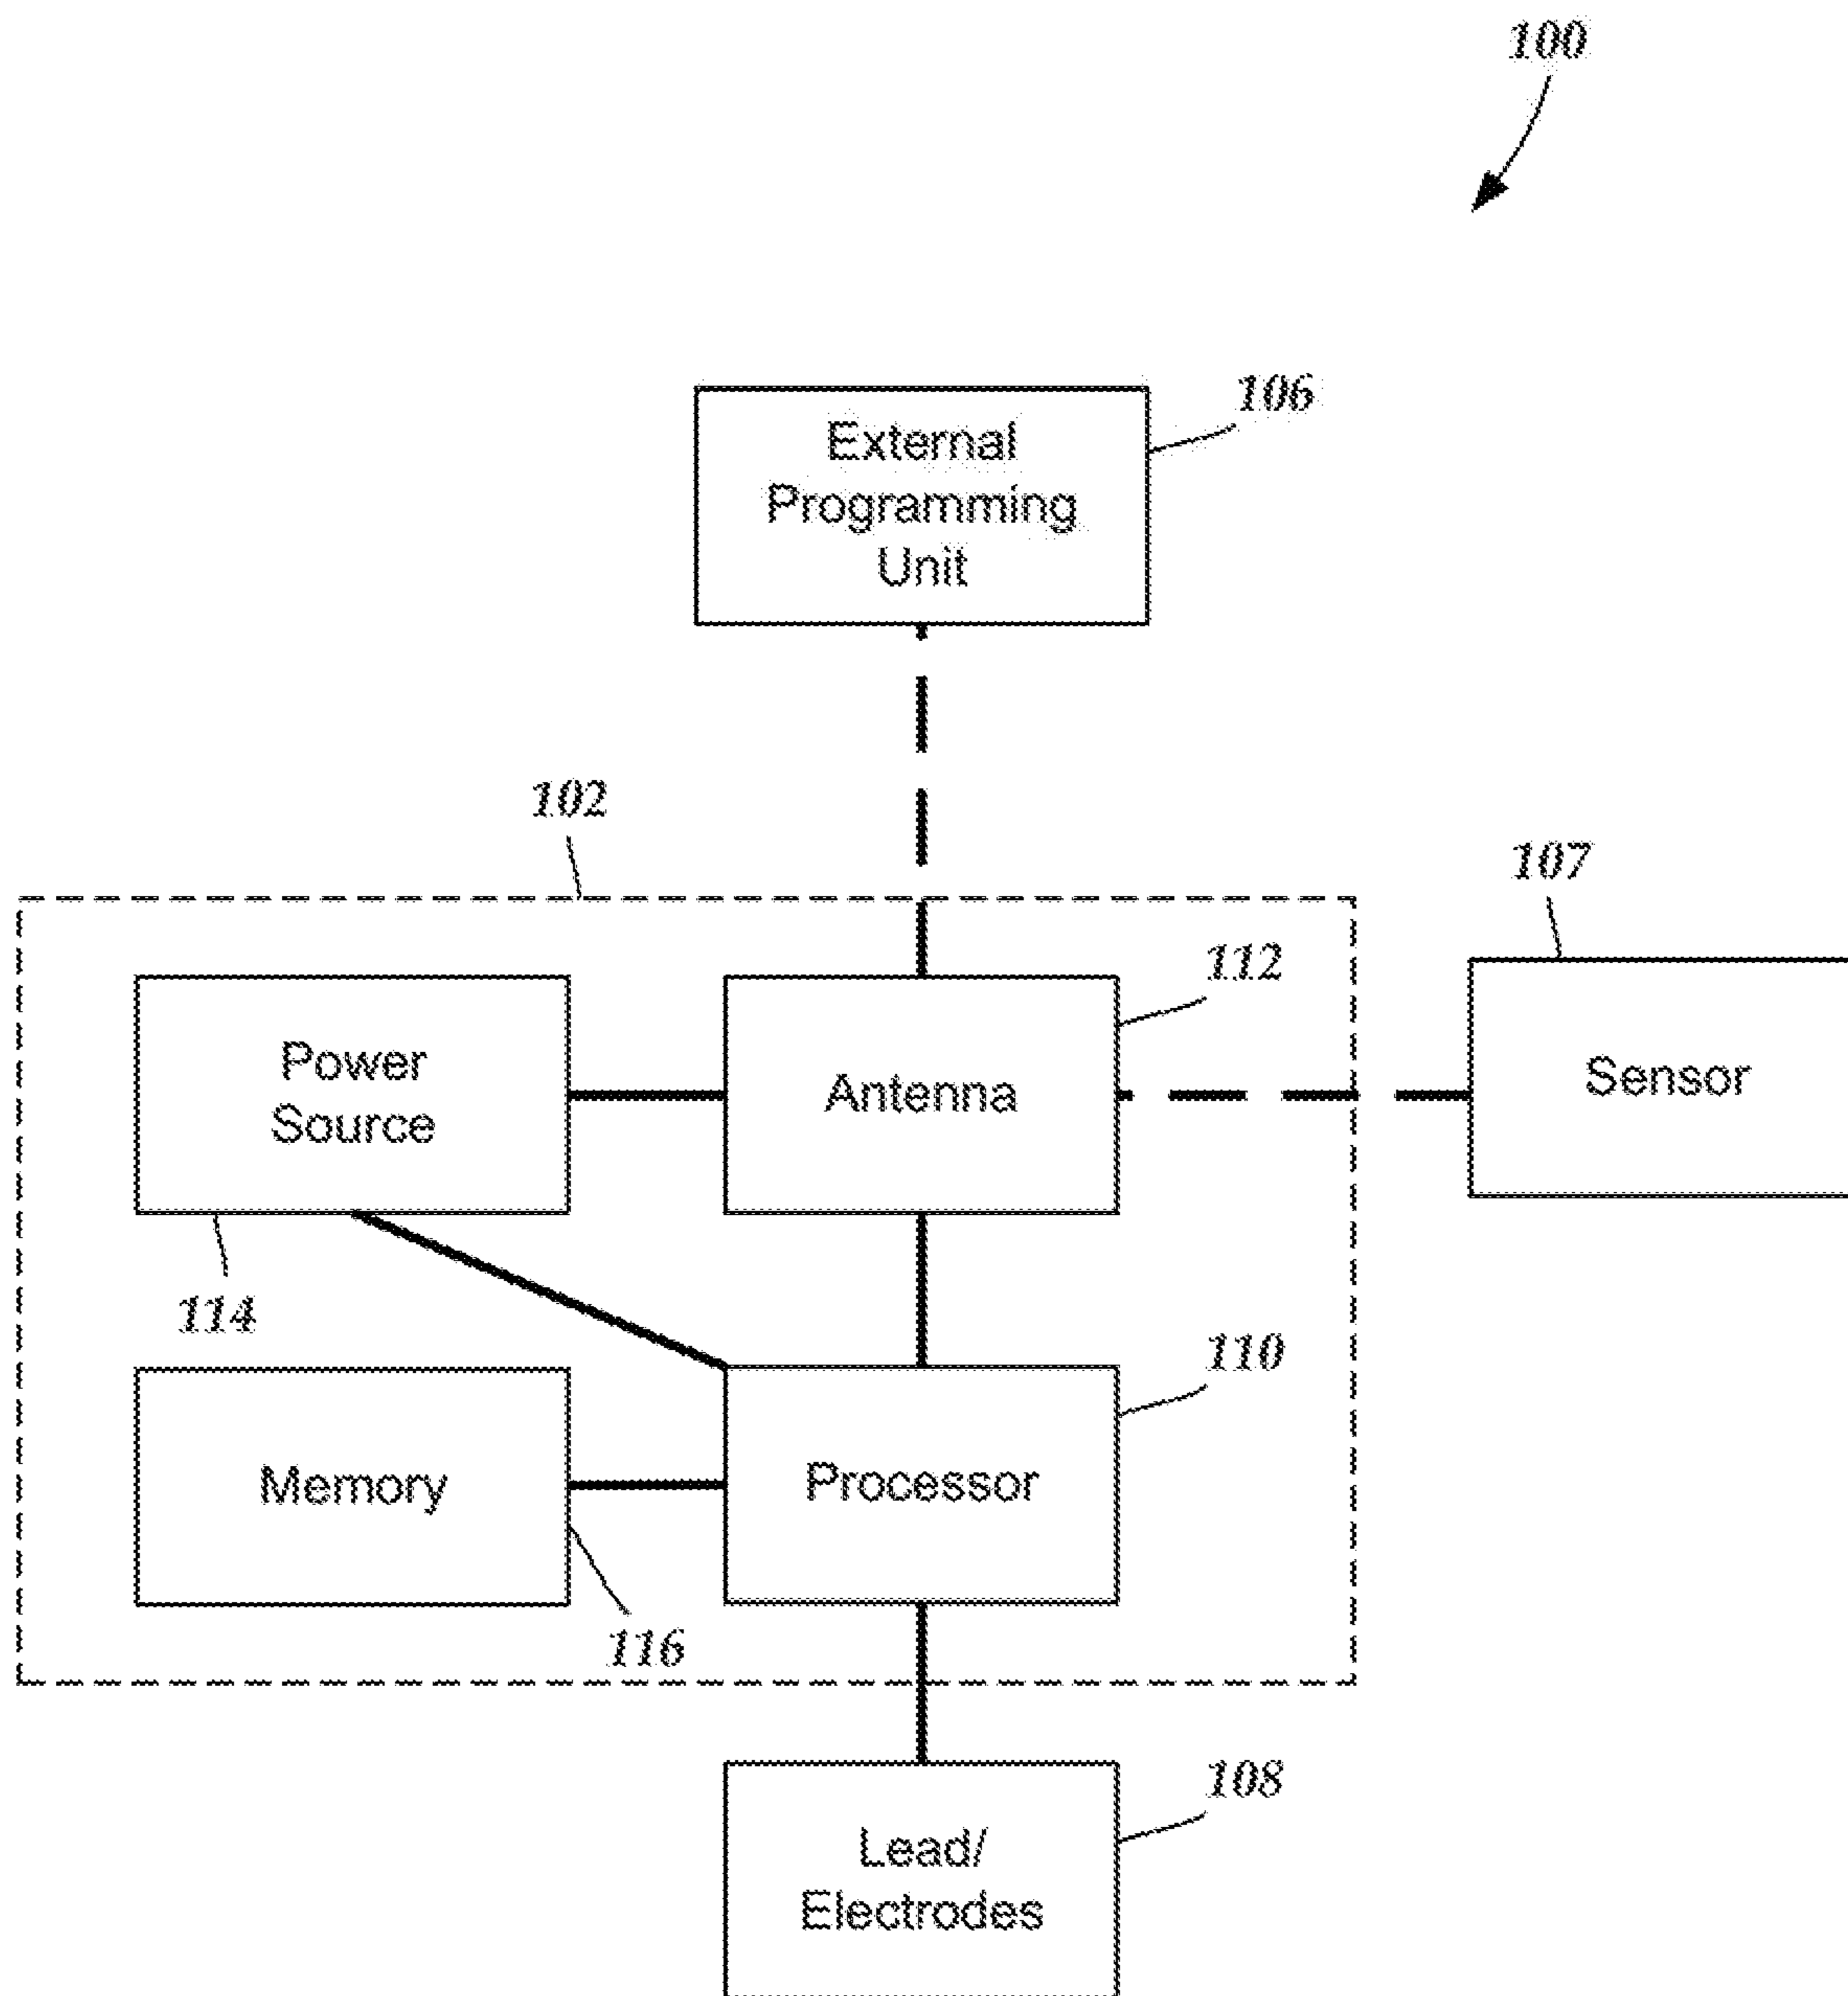 100
106
External
Programming
Unit
102
107
112
Power
Source
Antenna
Sensor
114
110
Memory
Processor
116
108
Lead/
Electrodes